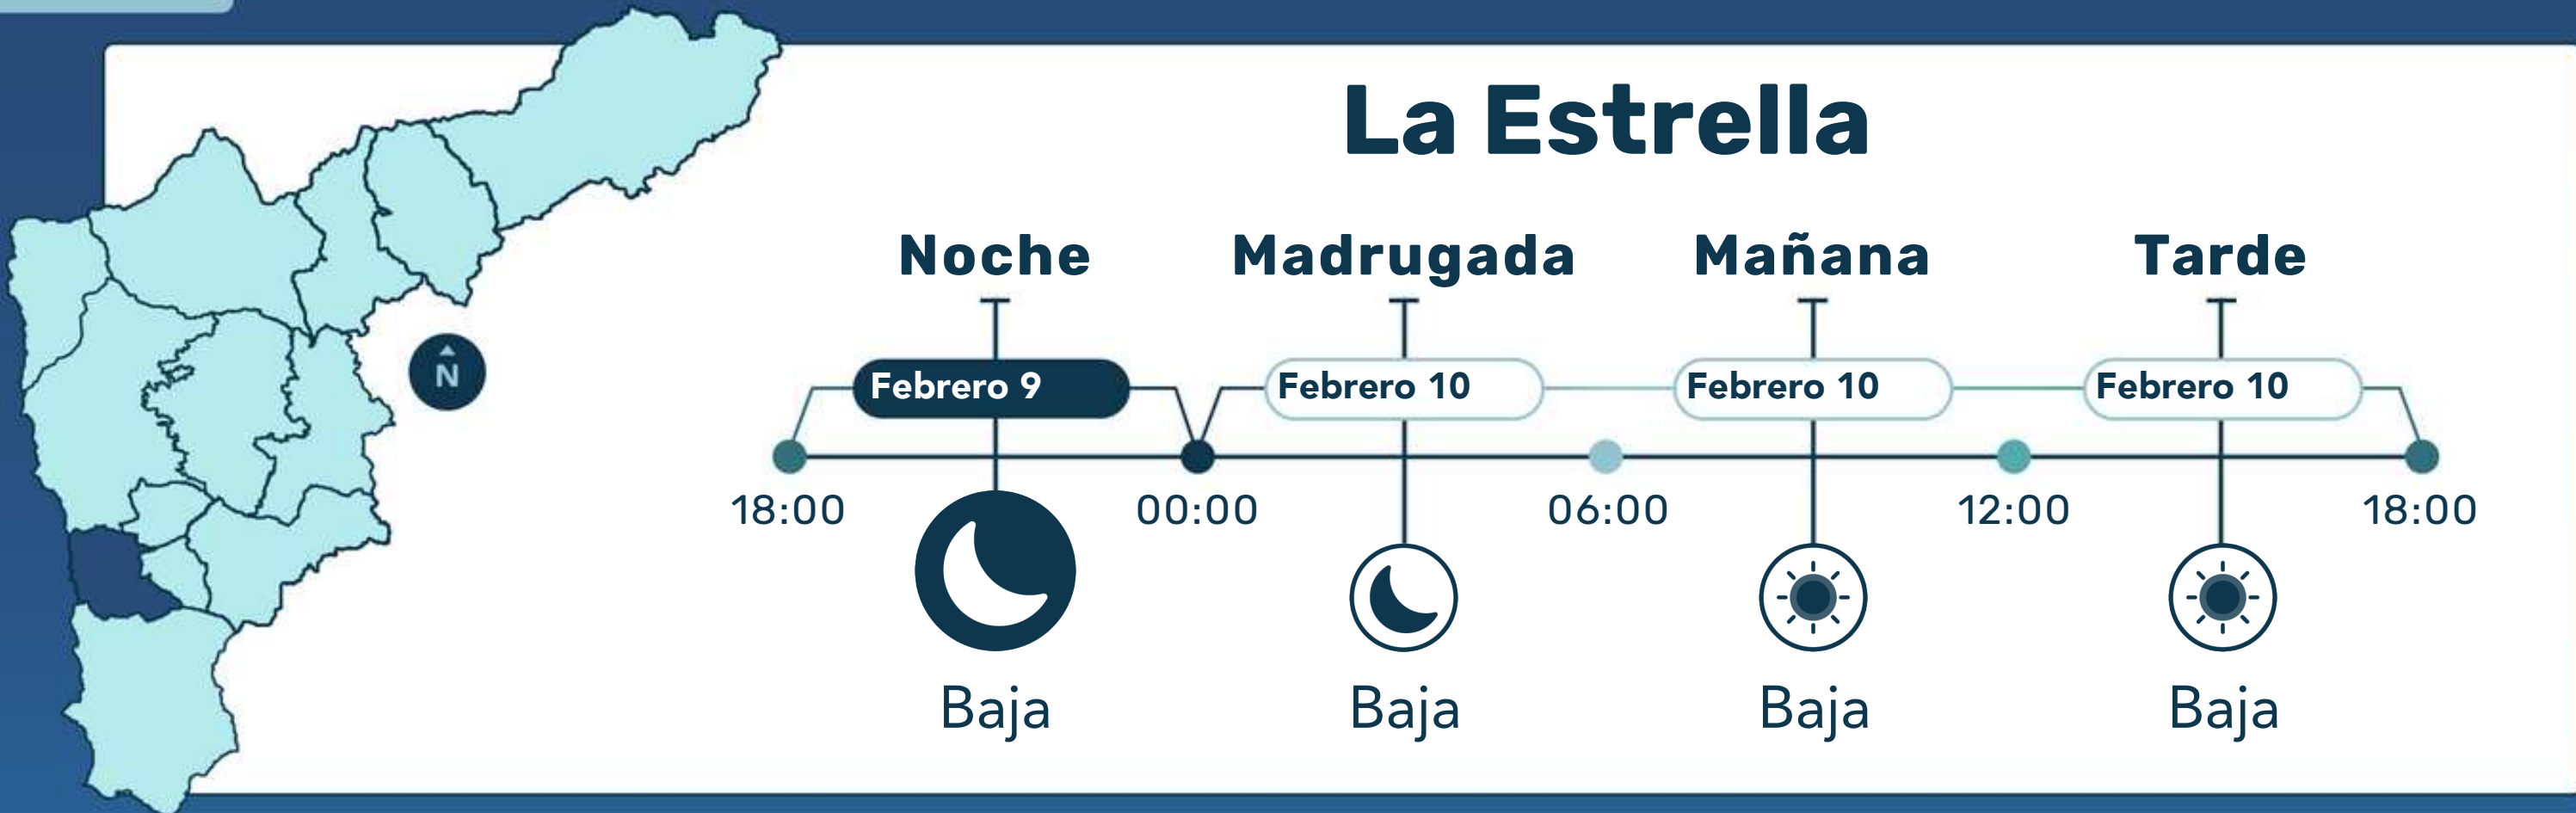 La Estrella
Noche Madrugada Mañana Tarde
Febrero 9 Febrero 10 Febrero 10 Febrero 10
N
18:00 00:00 06:00 12:00 18:00
Baja Baja Baja Baja